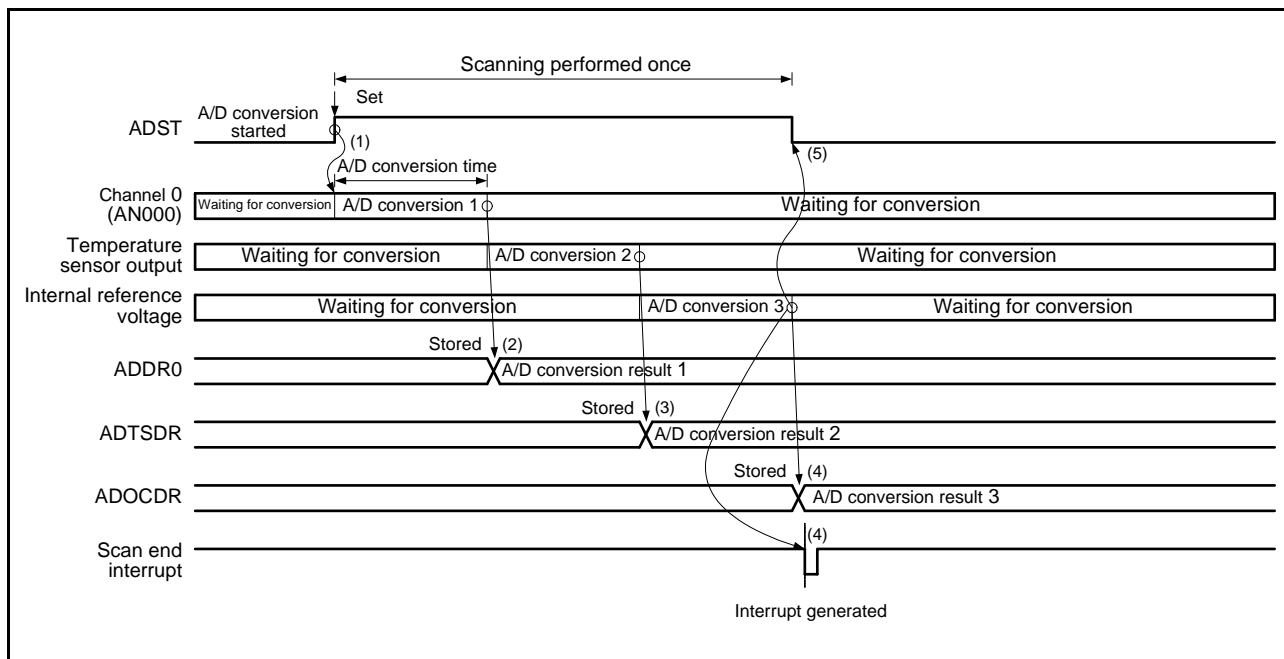 Scanning performed once
Set
ADST
A/D conversion
started
(1)
(5)
A/D conversion time
Channel 0
(AN000)
Waiting for conversion
A/D conversion 1
Waiting for conversion
Temperature
sensor output
Waiting for conversion
A/D conversion 2
Waiting for conversion
Internal reference
voltage
Waiting for conversion
A/D conversion 3
Waiting for conversion
Stored
(2)
ADDR0
A/D conversion result 1
Stored
(3)
ADTSDR
A/D conversion result 2
Stored
(4)
ADOCDR
A/D conversion result 3
Scan end
interrupt
(4)
Interrupt generated